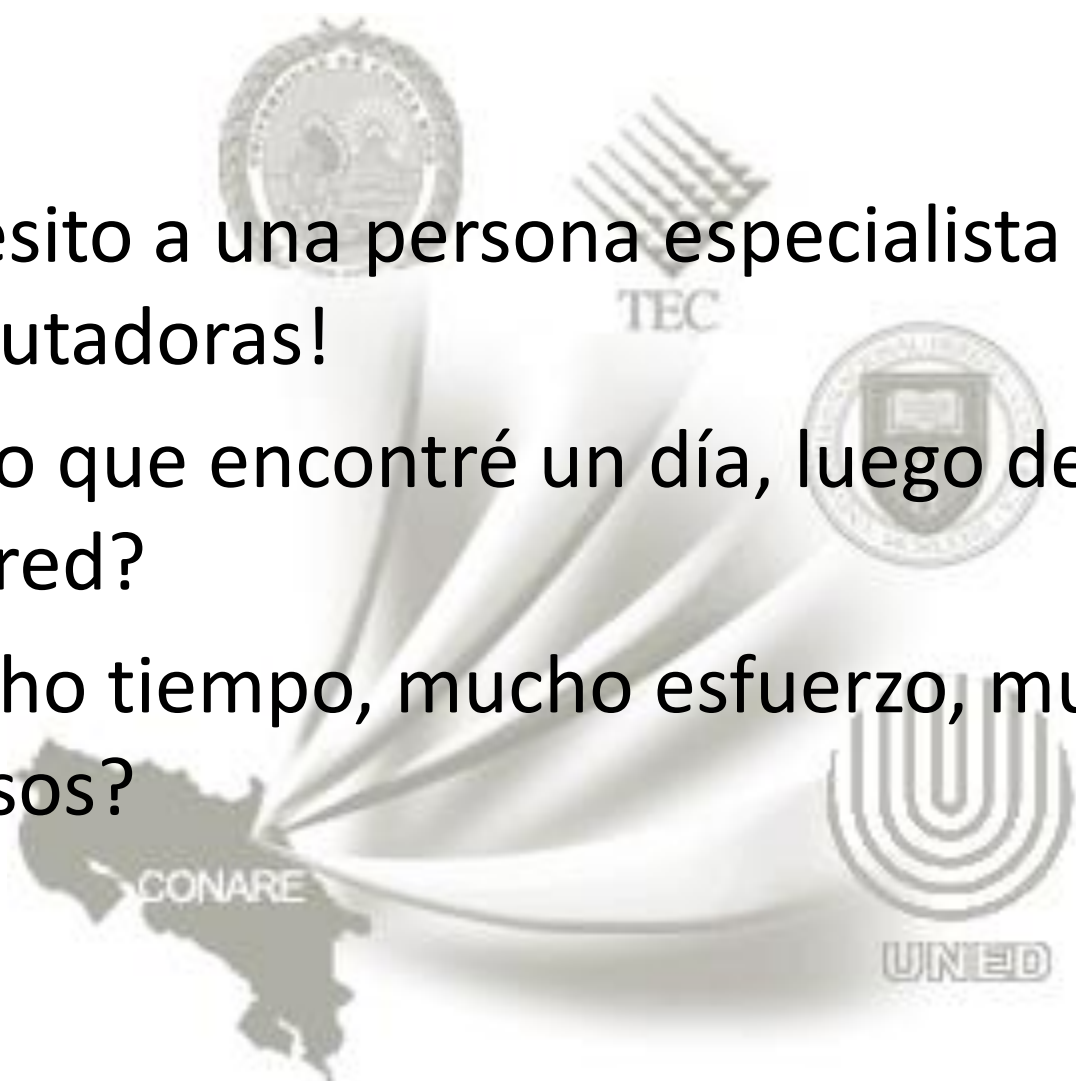 TEC
esito a una persona especialista
utadoras!
o que encontré un día, luego de
red?
ho tiempo, mucho esfuerzo, mu
sos?
CONARE
UNED